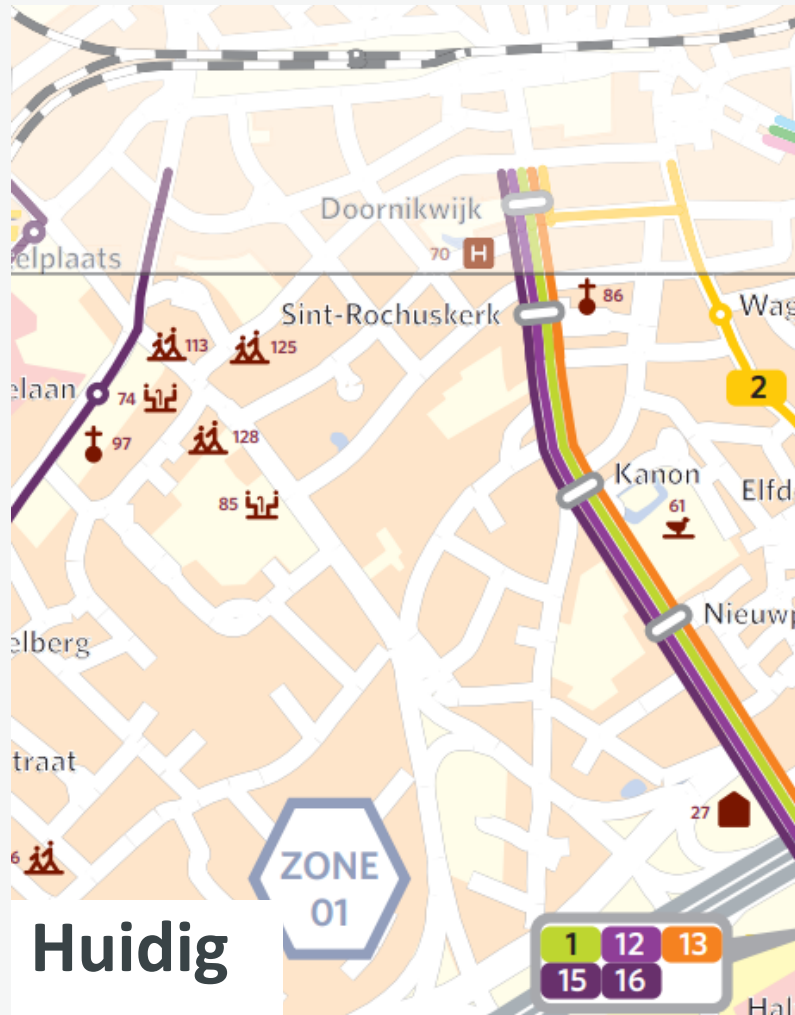 Doornikwijk
70 H
elplaats
86
Sint-Rochuskerk
Wag
113
125
elaan
74
2
97
128
Kanon
85
61
Elfd
Nieuwp
elberg
traat
27
6
ZONE
01
Huidig
1 12 13
15 16
Hal